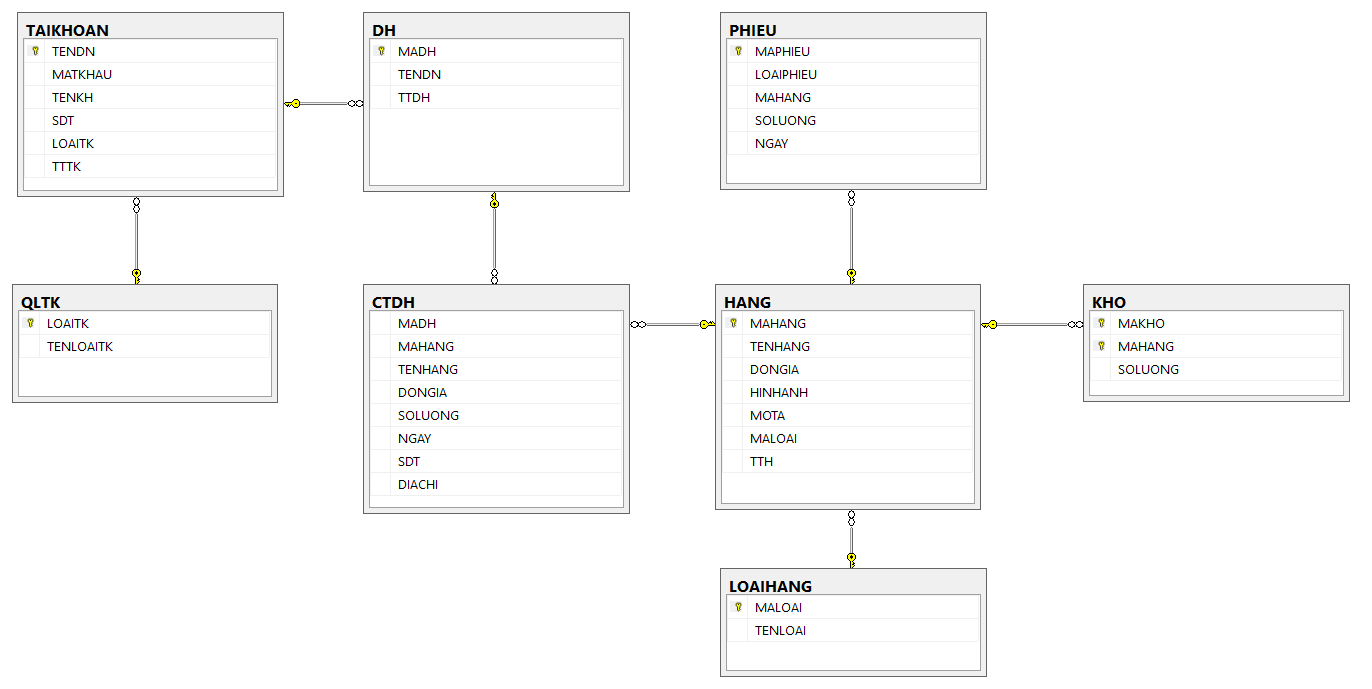 TAIKHOAN
TENDN
MATKHAU
TENKH
SDT
LOAITK
TTTK
DH
MADH
TENDN
TTDH
PHIEU
MAPHIEU
LOAIPHIEU
MAHANG
SOLUONG
NGAY
QLTK
LOAITK
TENLOAITK
CTDH
MADH
MAHANG
TENHANG
DONGIA
SOLUONG
NGAY
SDT
DIACHI
HANG
MAHANG
TENHANG
DONGIA
HINHANH
MOTA
MALOAI
TTH
KHO
MAKHO
MAHANG
SOLUONG
LOAIHANG
MALOAI
TENLOAI